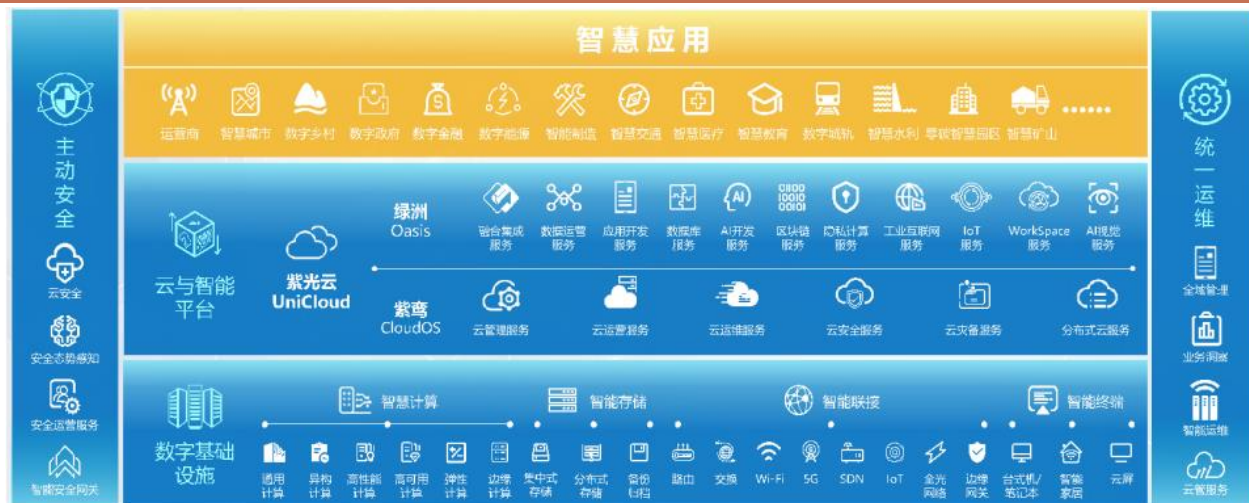 智慧应用
运营商 智慧城市 数字乡村 数字政府 数字金融 数字能源 智能制造 智慧交通 智慧医疗 智慧教育 数字城轨 智慧水利 零碳智慧园区 智慧矿山 ……
主动安全
云安全
安全态势感知
安全运营服务
智能安全网关
云与智能
平台
紫光云
UniCloud
绿洲
Oasis
融合集成
服务
数据运营
服务
应用开发
服务
数据库
服务
AI开发
服务
区块链
服务
隐私计算
服务
工业互联网
服务
IoT
服务
WorkSpace
服务
AI视觉
服务
紫鸾
CloudOS
云管理服务 云运营服务 云运维服务 云安全服务 云灾备服务 分布式云服务
数字基础
设施
智慧计算 智能存储 智能联接 智能终端
通用
计算
异构
计算
高性能
计算
高可用
计算
弹性
计算
边缘
计算
集中式
存储
分布式
存储
备份
归档
路由 交换 Wi-Fi 5G SDN IoT
全光
网络
边缘
网关
台式机/
笔记本
智能
家居
云屏
统一运维
全域管理
业务洞察
智能运维
云管服务